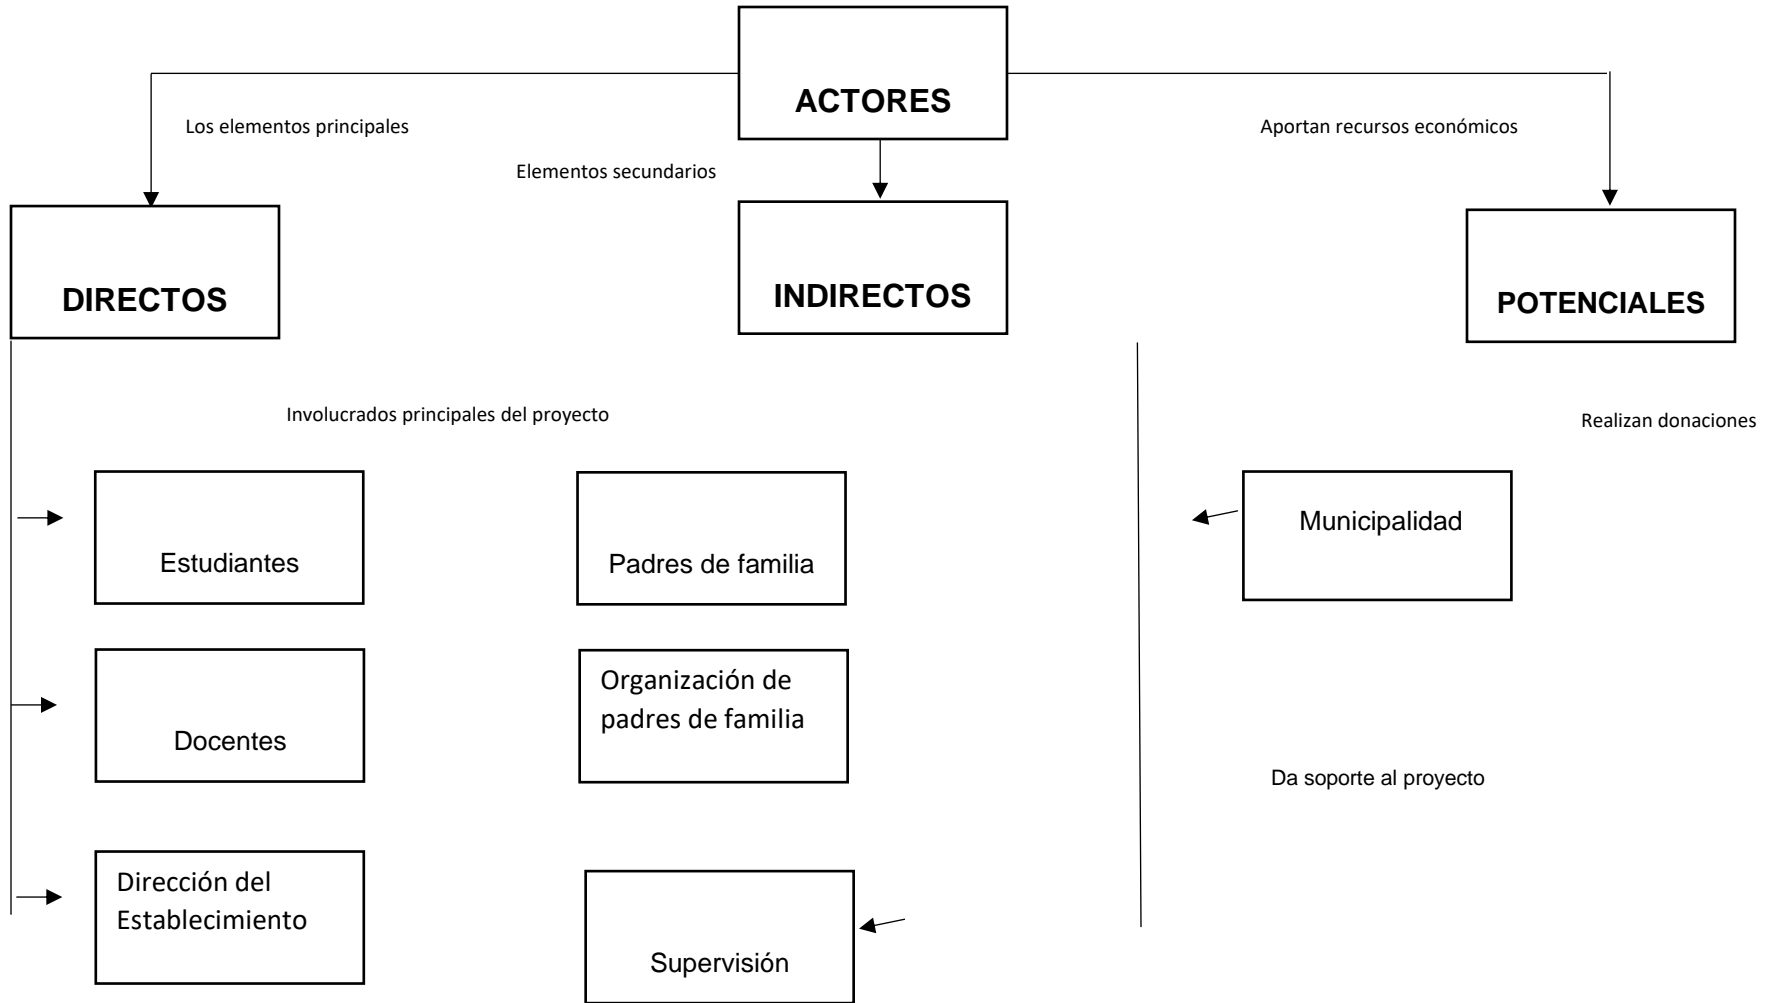 ACTORES
Los elementos principales
Aportan recursos económicos
Elementos secundarios
DIRECTOS
INDIRECTOS
POTENCIALES
Involucrados principales del proyecto
Realizan donaciones
Estudiantes
Padres de familia
Municipalidad
Docentes
Organización de
padres de familia
Da soporte al proyecto
Dirección del
Establecimiento
Supervisión